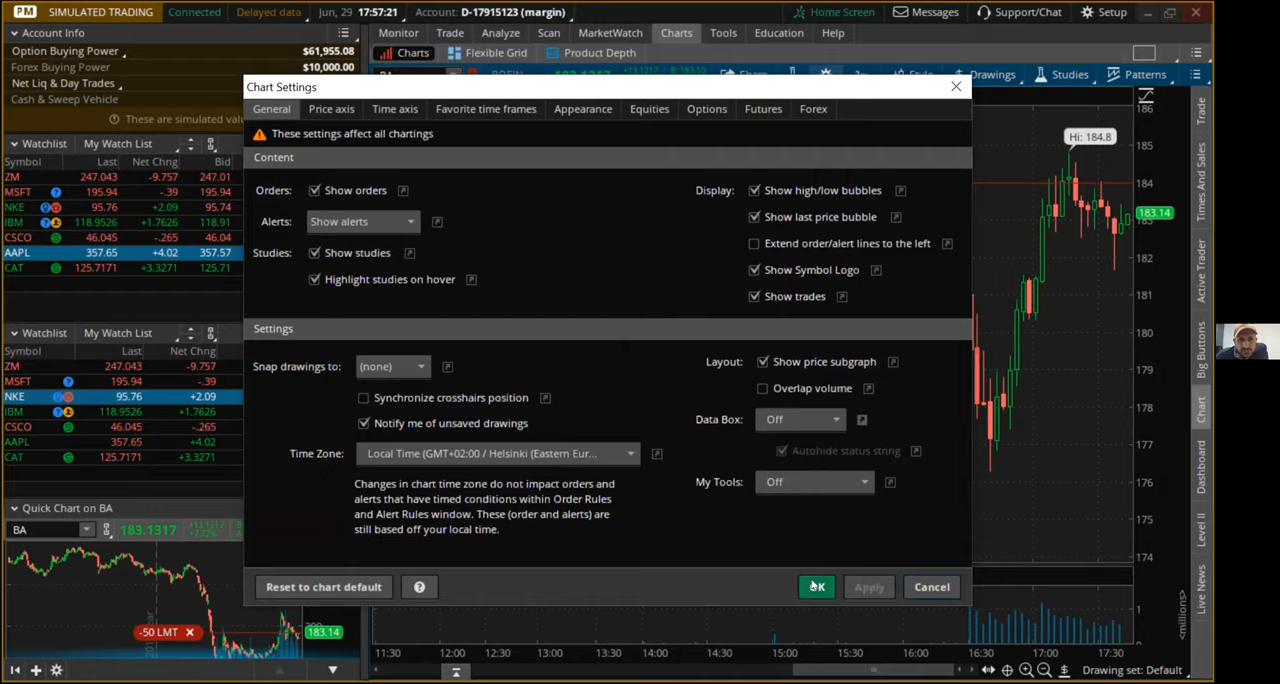 PM SIMULATED TRADING Connected Delayed data Jun, 29 17:57:21 Account: D-17915123 (margin) Home Screen Messages Support/Chat Setup
Account Info
Option Buying Power $61,955.08
Forex Buying Power $10,000.00
Net Liq & Day Trades
Cash & Sweep Vehicle
These are simulated val
Monitor Trade Analyze Scan MarketWatch Charts Tools Education Help
Charts Flexible Grid Product Depth
Drawings Studies Patterns
Watchlist My Watch List
Symbol Last Net Chng Bid
ZM 247.043 -9.757 247.01
MSFT 195.94 -.39 195.94
NKE 95.76 +2.09 95.74
IBM 118.9526 +1.7626 118.91
CSCO 46.045 -.265 46.04
AAPL 357.65 +4.02 357.57
CAT 125.7171 +3.3271 125.71
Watchlist My Watch List
Symbol Last Net Chng
ZM 247.043 -9.757
MSFT 195.94 -.39
NKE 95.76 +2.09
IBM 118.9526 +1.7626
CSCO 46.045 -.265
AAPL 357.65 +4.02
CAT 125.7171 +3.3271
Quick Chart on BA
BA 183.1317
-50 LMT
183.14
Chart Settings
General Price axis Time axis Favorite time frames Appearance Equities Options Futures Forex
These settings affect all chartings
Content
Orders: Show orders
Alerts: Show alerts
Studies: Show studies
Highlight studies on hover
Display: Show high/low bubbles
Show last price bubble
Extend order/alert lines to the left
Show Symbol Logo
Show trades
Settings
Snap drawings to: (none)
Synchronize crosshairs position
Notify me of unsaved drawings
Time Zone: Local Time (GMT+02:00 / Helsinki (Eastern Eur...
Changes in chart time zone do not impact orders and
alerts that have timed conditions within Order Rules
and Alert Rules window. These (order and alerts) are
still based off your local time.
Layout: Show price subgraph
Overlap volume
Data Box: Off
Autohide status string
My Tools: Off
Reset to chart default ? OK Apply Cancel
Hi: 184.8
186
185
184
183.14
182
181
180
179
178
177
176
175
174
1
<millions>
11:30 12:00 12:30 13:00 13:30 14:00 14:30 15:00 15:30 16:00 16:30 17:00 17:30
Drawing set: Default
Trade
Times And Sales
Active Trader
Big Buttons
Chart
Dashboard
Level II
Live News